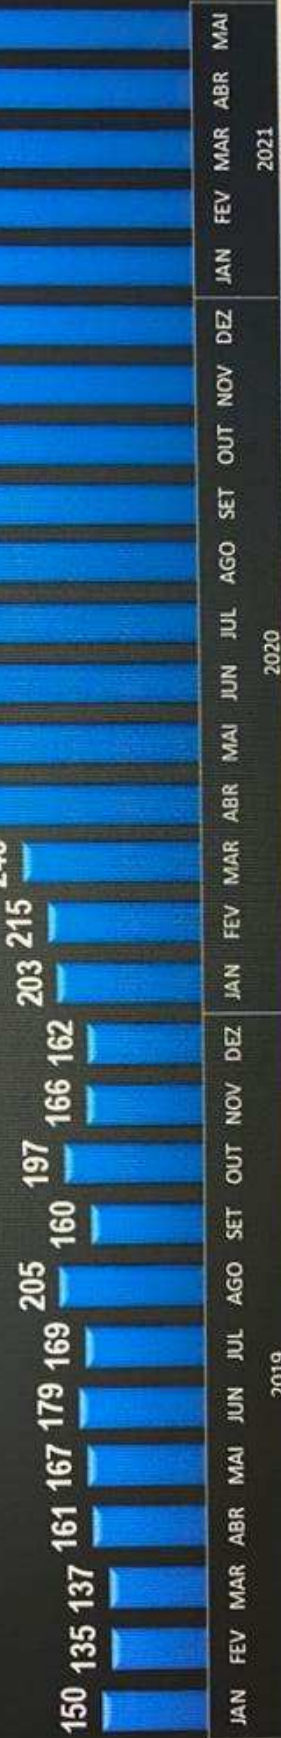 150 135 137 161 167 179 169 205 160 197 166 162 203 215
JAN FEV MAR ABR MAI JUN JUL AGO SET OUT NOV DEZ JAN FEV MAR ABR MAI JUN JUL AGO SET OUT NOV DEZ JAN FEV MAR ABR MAI
2019 2020 2021